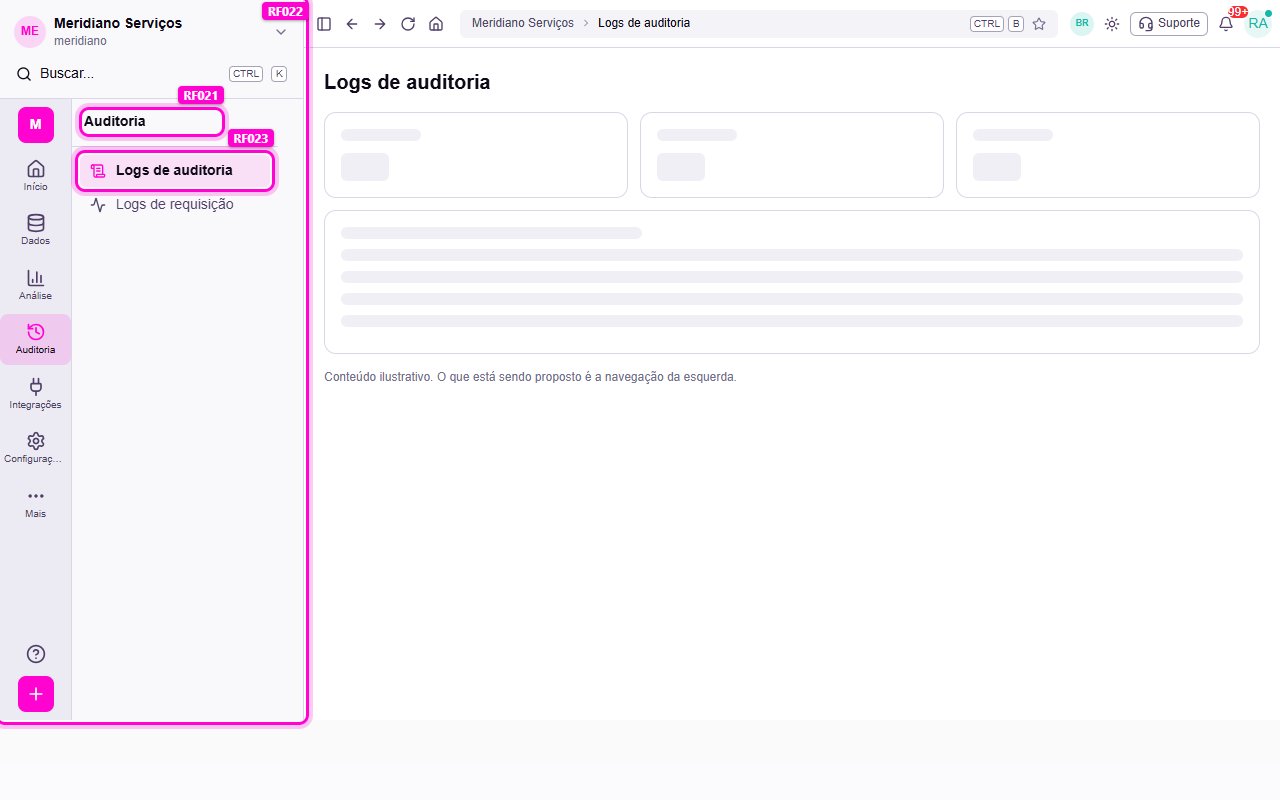 RF022
ME
Meridiano Serviços
meridiano
Meridiano Serviços > Logs de auditoria
CTRL B
BR
Suporte
99+
RA
Buscar...
CTRL K
Logs de auditoria
RF021
M
Auditoria
RF023
Logs de auditoria
Logs de requisição
Início
Dados
Análise
Auditoria
Integrações
Configuraç...
Mais
Conteúdo ilustrativo. O que está sendo proposto é a navegação da esquerda.